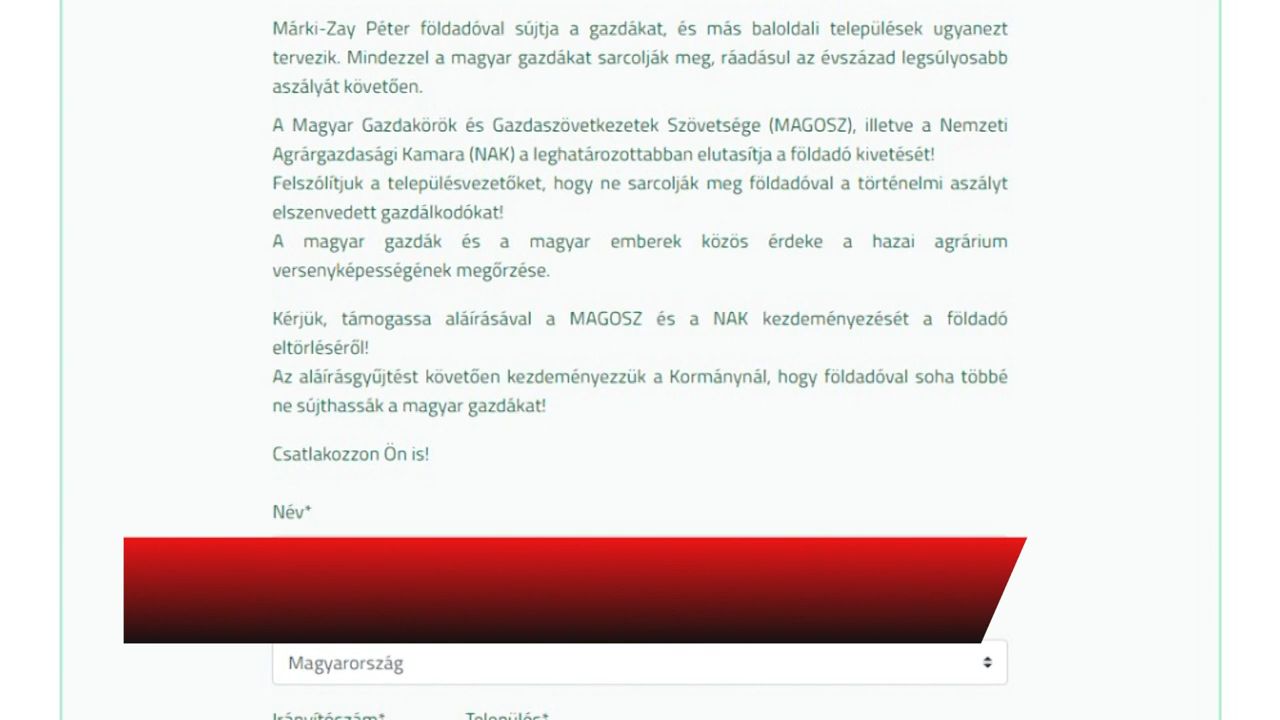 Márki-Zay Péter földadóval sújtja a gazdákat, és más baloldali települések ugyanezt
tervezik. Mindezzel a magyar gazdákat sarcolják meg, ráadásul az évszázad legsúlyosabb
aszályát követően.
A Magyar Gazdakörök és Gazdaszövetkezetek Szövetsége (MAGOSZ), illetve a Nemzeti
Agrárgazdasági Kamara (NAK) a leghatározottabban elutasítja a földadó kivetését!
Felszólítjuk a településvezetőket, hogy ne sarcolják meg földadóval a történelmi aszályt
elszenvedett gazdálkodókat!
A magyar gazdák és a magyar emberek közös érdeke a hazai agrárium
versenyképességének megőrzése.
Kérjük, támogassa aláírásával a MAGOSZ és a NAK kezdeményezését a földadó
eltörléséről!
Az aláírásgyűjtést követően kezdeményezzük a Kormánynál, hogy földadóval soha többé
ne sújthassák a magyar gazdákat!
Csatlakozzon Ön is!
Név*
Magyarország
Irányítószám* Település*